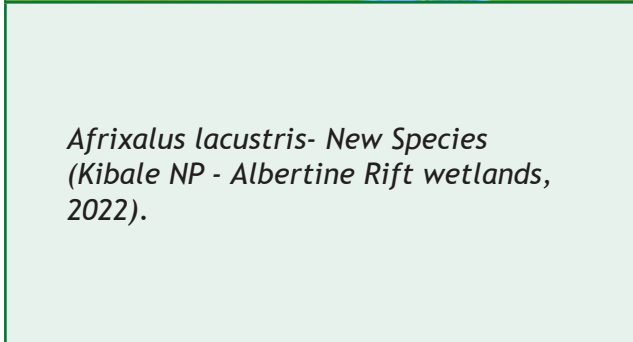 Afrixalus lacustris- New Species
(Kibale NP - Albertine Rift wetlands,
2022).